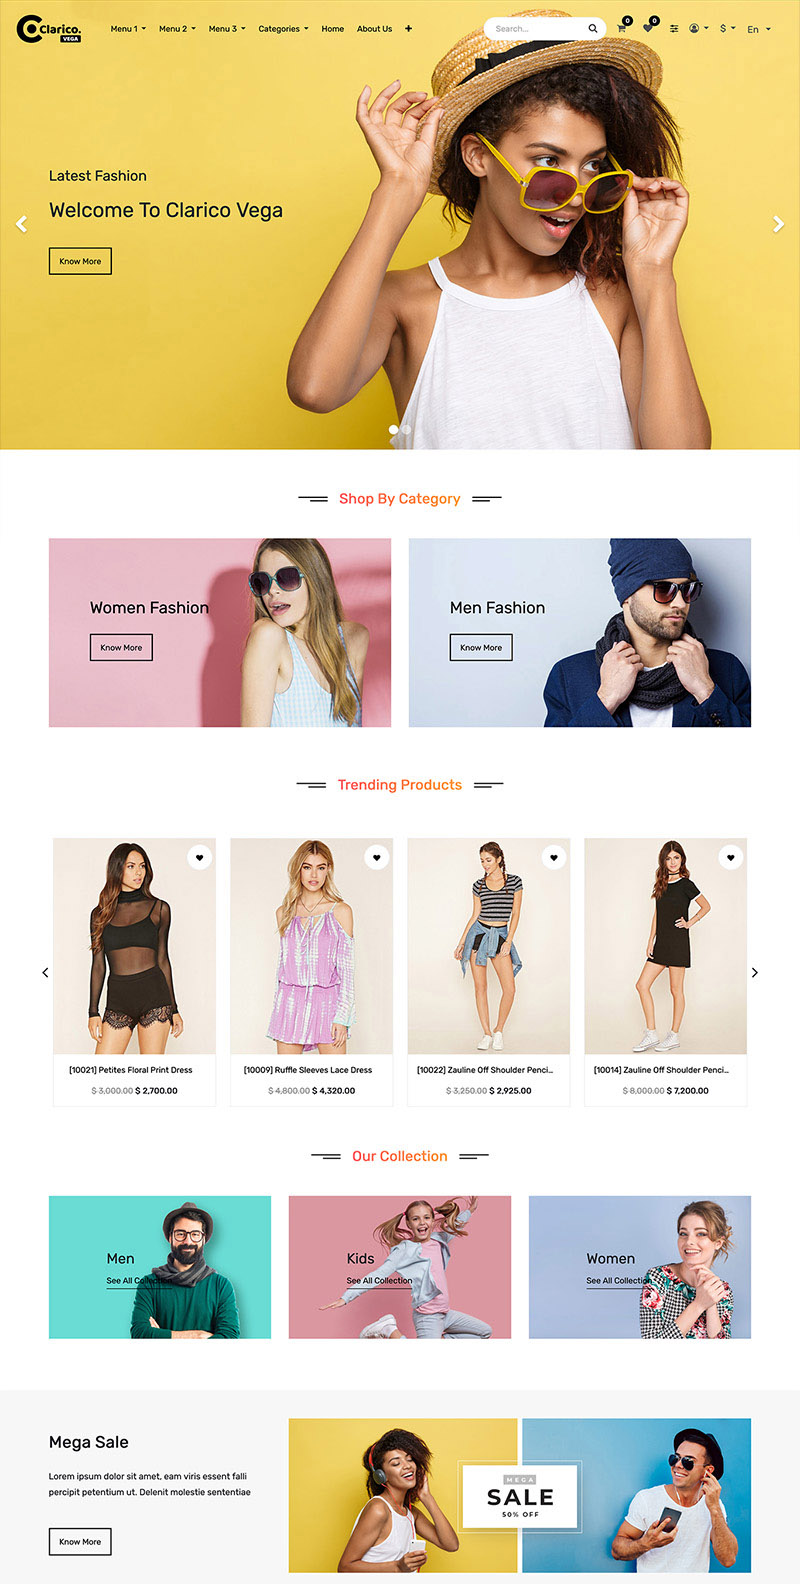 Clarico.
VEGA
Menu 1 Menu 2 Menu 3 Categories Home About Us +
Search...
0 0
$ En
Latest Fashion
Welcome To Clarico Vega
Know More
Shop By Category
Women Fashion
Know More
Men Fashion
Know More
Trending Products
[10021] Petites Floral Print Dress
$ 3,000.00 $ 2,700.00
[10009] Ruffle Sleeves Lace Dress
$ 4,800.00 $ 4,320.00
[10022] Zauline Off Shoulder Penci...
$ 3,250.00 $ 2,925.00
[10014] Zauline Off Shoulder Penci...
$ 8,000.00 $ 7,200.00
Our Collection
Men
See All Collection
Kids
See All Collection
Women
See All Collection
Mega Sale
Lorem ipsum dolor sit amet, eam viris essent falli
percipit petentium ut. Delenit molestie sententiae
Know More
MEGA
SALE
50% OFF